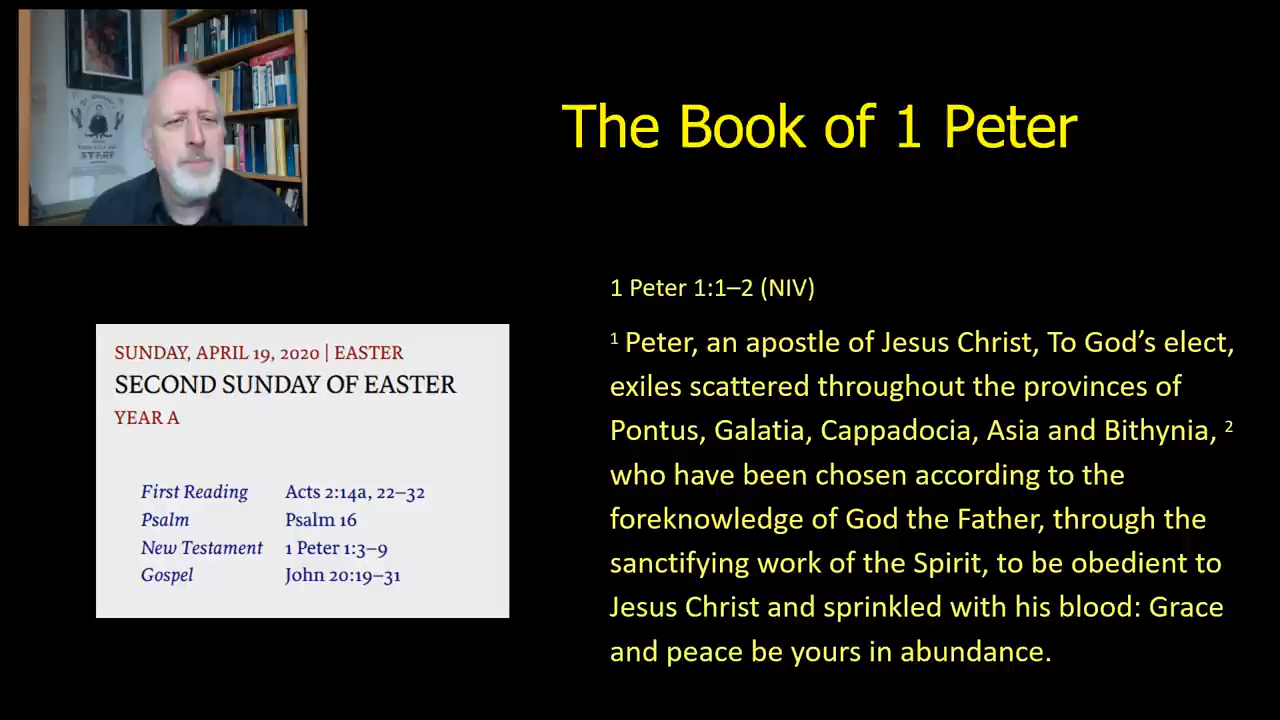 The Book of 1 Peter
1 Peter 1:1–2 (NIV)
1 Peter, an apostle of Jesus Christ, To God’s elect,
exiles scattered throughout the provinces of
Pontus, Galatia, Cappadocia, Asia and Bithynia, 2
who have been chosen according to the
foreknowledge of God the Father, through the
sanctifying work of the Spirit, to be obedient to
Jesus Christ and sprinkled with his blood: Grace
and peace be yours in abundance.
SUNDAY, APRIL 19, 2020 | EASTER
SECOND SUNDAY OF EASTER
YEAR A
First Reading Acts 2:14a, 22–32
Psalm Psalm 16
New Testament 1 Peter 1:3–9
Gospel John 20:19–31